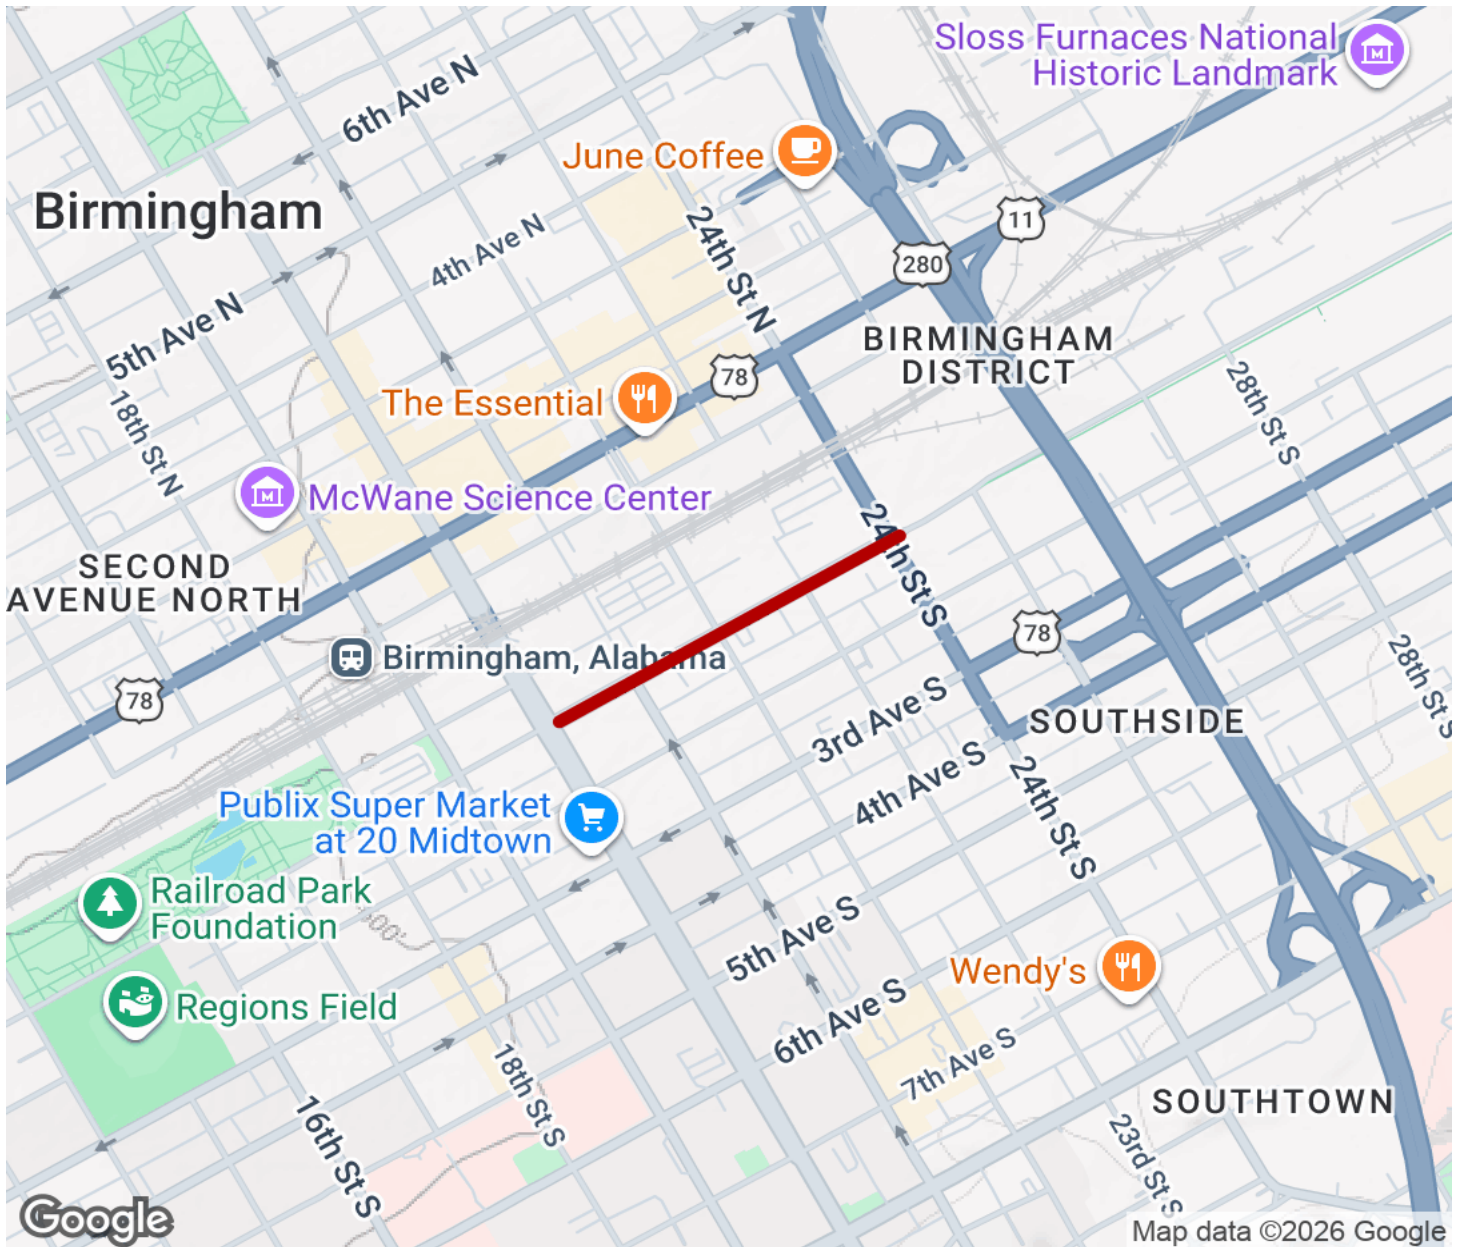 Sloss Furnaces National
Historic Landmark
6th Ave N
June Coffee
Birmingham
24th St N
11
4th Ave N
280
5th Ave N
BIRMINGHAM
DISTRICT
78
The Essential
28th St S
18th St N
McWane Science Center
24th St S
SECOND
AVENUE NORTH
78
Birmingham, Alabama
28th St S
78
3rd Ave S
SOUTHSIDE
4th Ave S
24th St S
Publix Super Market
at 20 Midtown
Railroad Park
Foundation
600'
5th Ave S
Wendy's
Regions Field
6th Ave S
7th Ave S
18th St S
16th St S
SOUTHTOWN
23rd St S
Google
Map data ©2026 Google